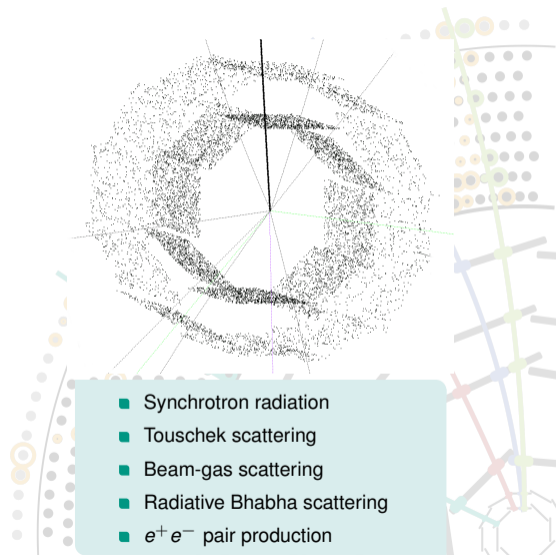 Synchrotron radiation
Touschek scattering
Beam-gas scattering
Radiative Bhabha scattering
e⁺e⁻ pair production